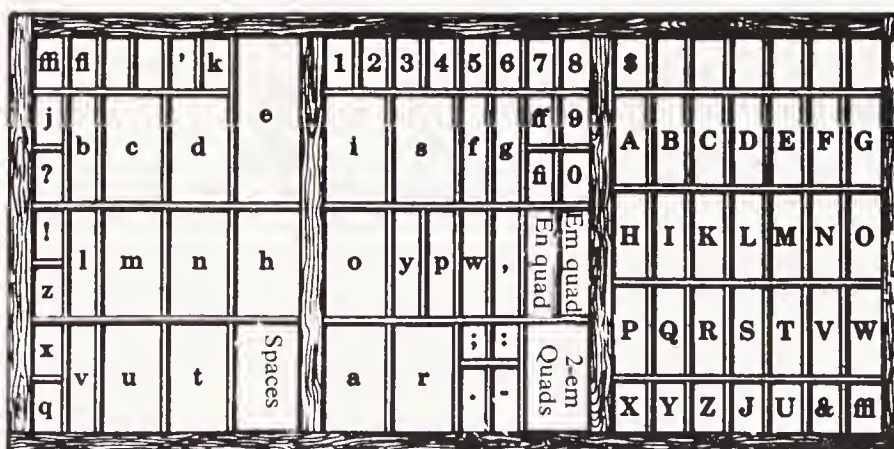 ffi fl ’ k
e
1 2 3 4 5 6 7 8
$
j
b c d
?
i s f g
ff 9
fi 0
A B C D E F G
!
l m n h
z
o y p w ,
En quad
Em quad
H I K L M N O
x
v u t
q
Spaces
a r
; :
. -
2-em
Quads
P Q R S T V W
X Y Z J U & ffl